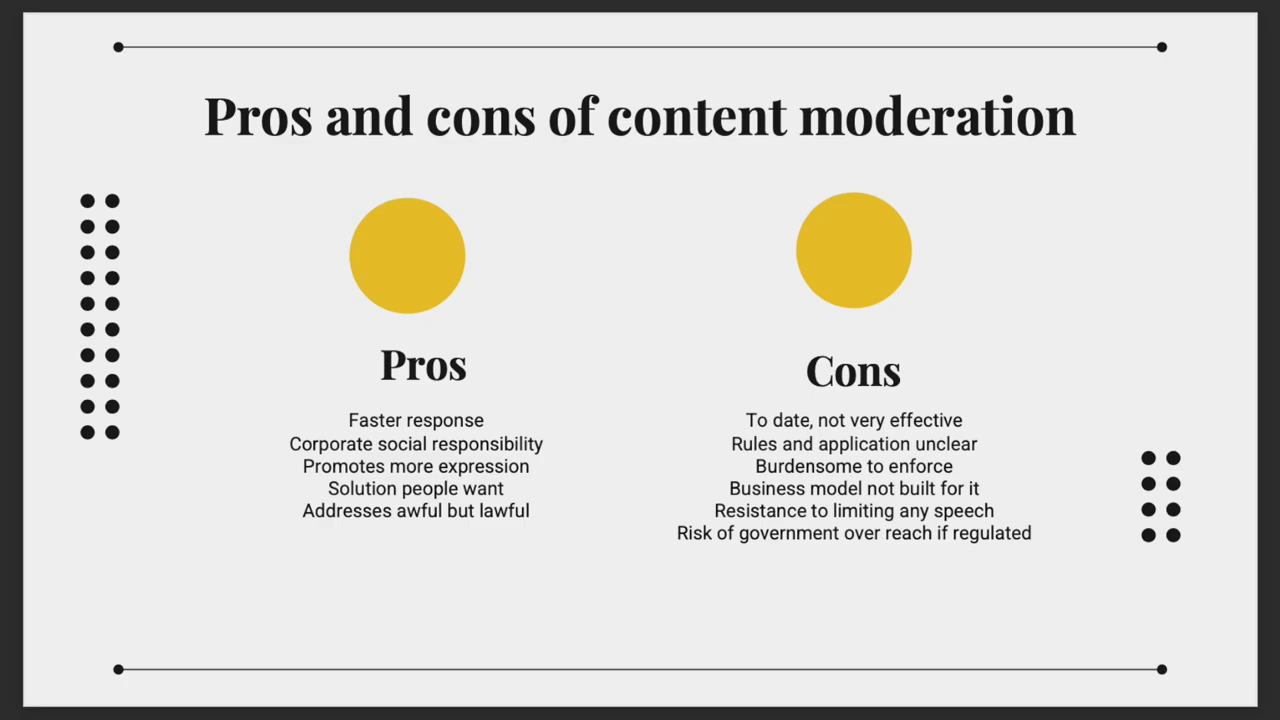 Pros and cons of content moderation
Pros
Faster response
Corporate social responsibility
Promotes more expression
Solution people want
Addresses awful but lawful
Cons
To date, not very effective
Rules and application unclear
Burdensome to enforce
Business model not built for it
Resistance to limiting any speech
Risk of government over reach if regulated